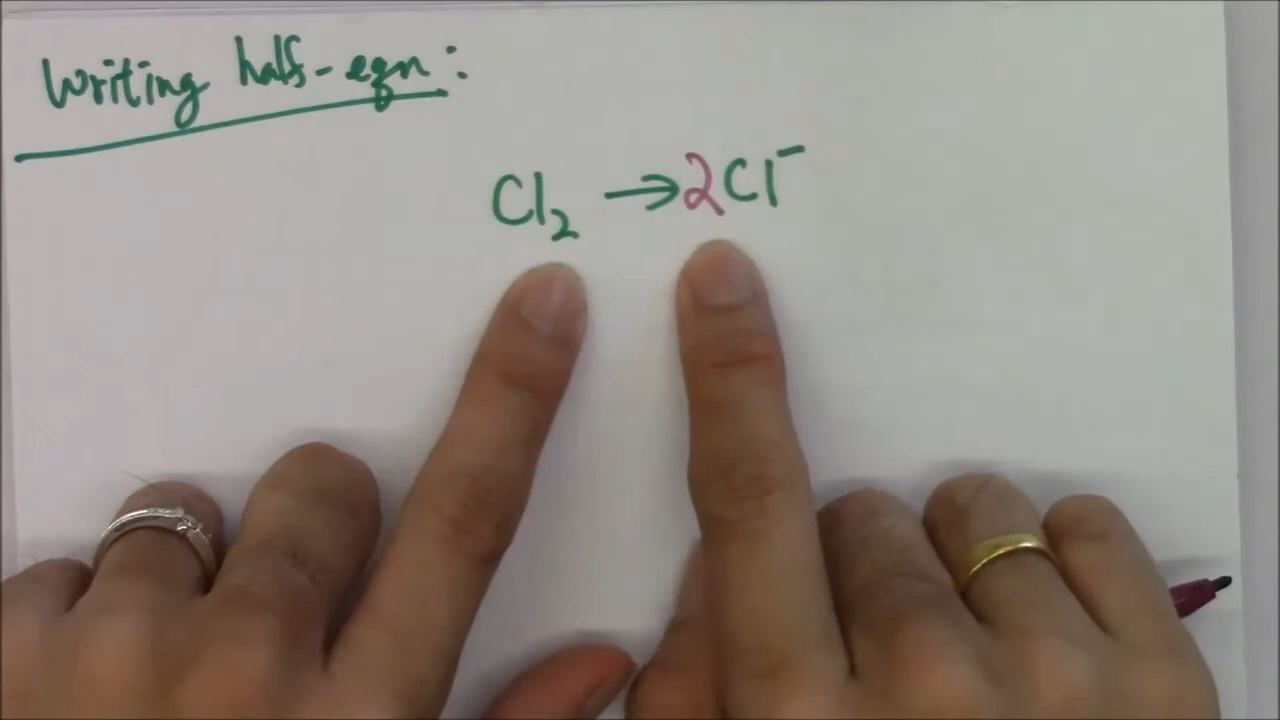 Writing half-eqn:
Cl₂ → 2Cl⁻